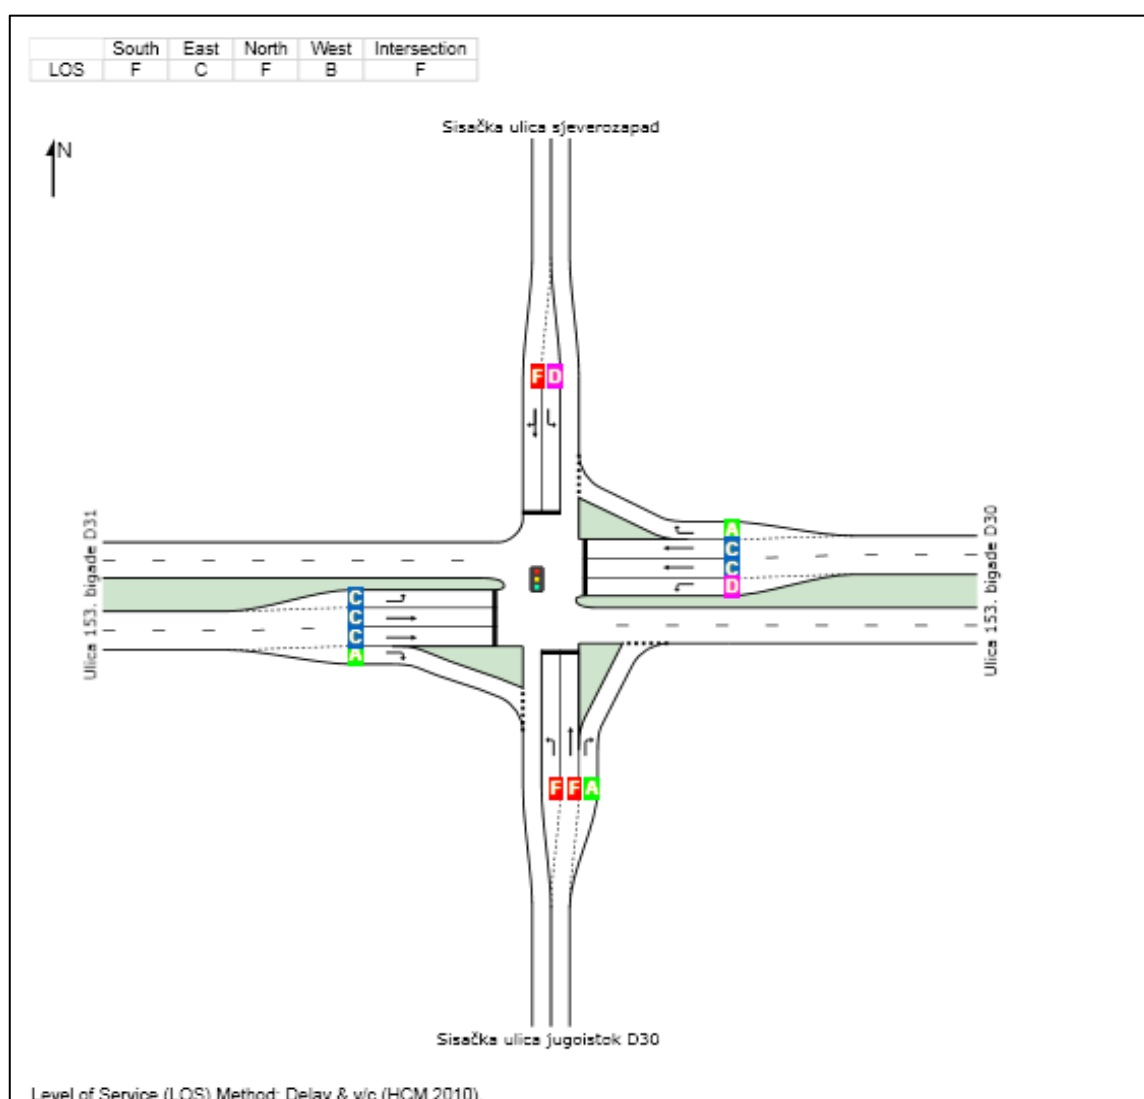 South East North West Intersection
LOS F C F B F
Sisačka ulica sjeverozapad
N
F D
Ulica 153. bigade D31
A
C
C
D
Ulica 153. bigade D30
C
C
C
A
F F A
Sisačka ulica jugoistok D30
Level of Service (LOS) Method: Delay & v/c (HCM 2010).